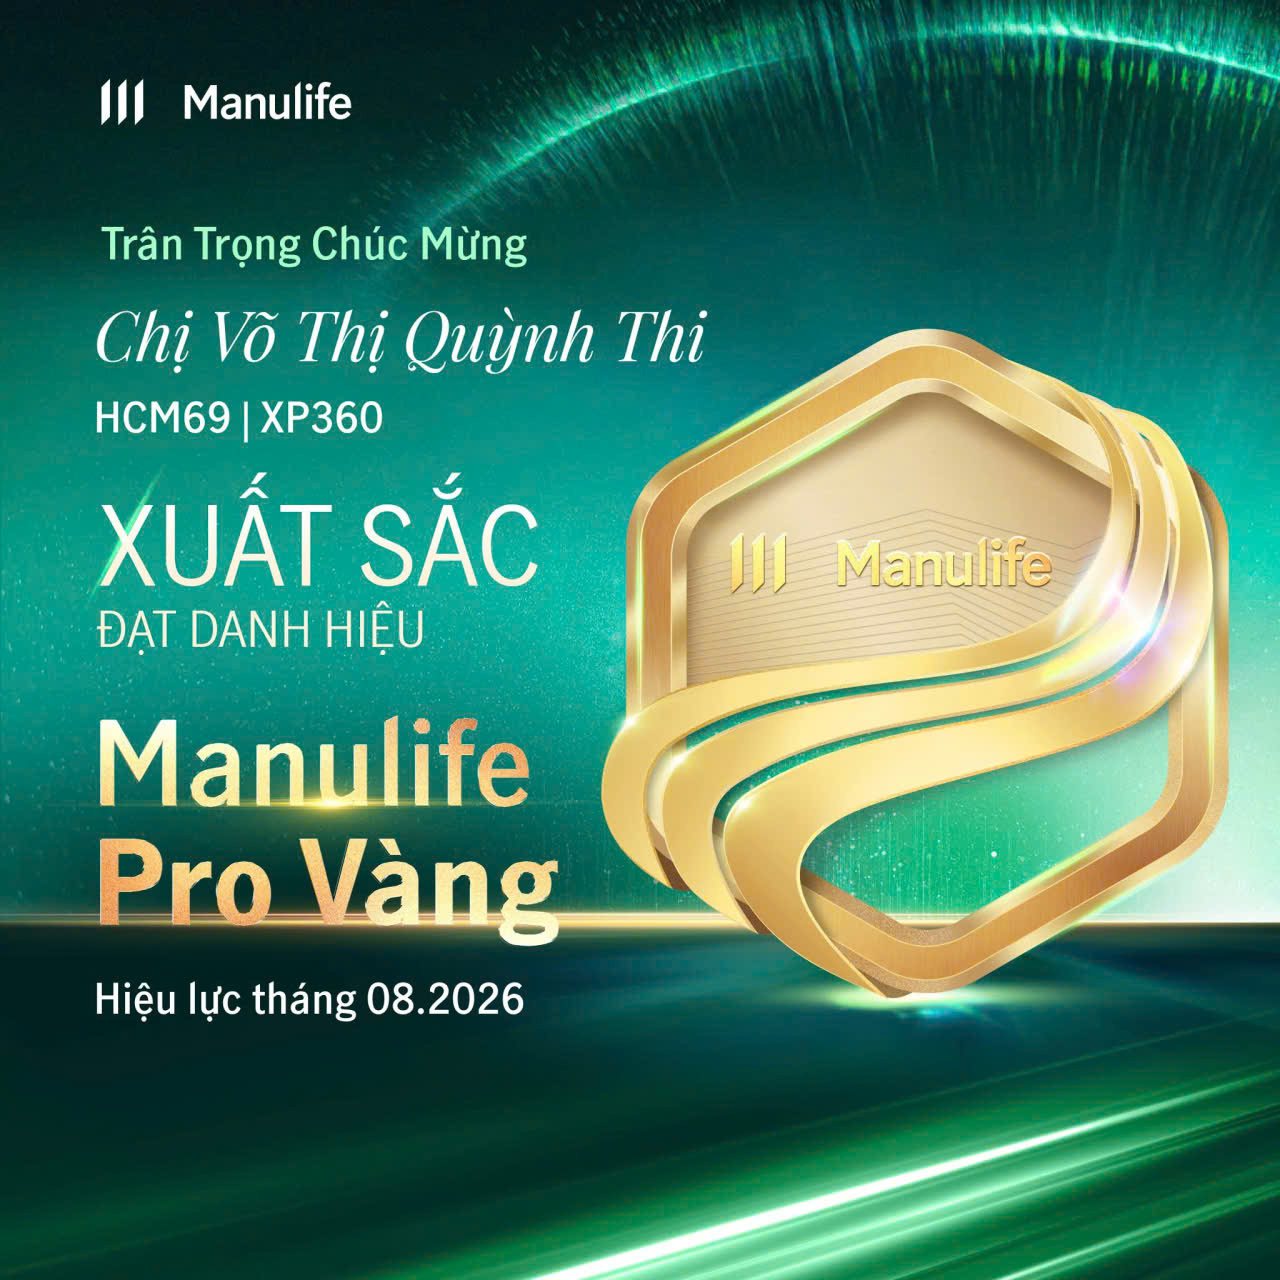 Manulife
Trân Trọng Chúc Mừng
Chị Võ Thị Quỳnh Thi
HCM69 | XP360
XUẤT SẮC
ĐẠT DANH HIỆU
Manulife
Pro Vàng
Hiệu lực tháng 08.2026
Manulife